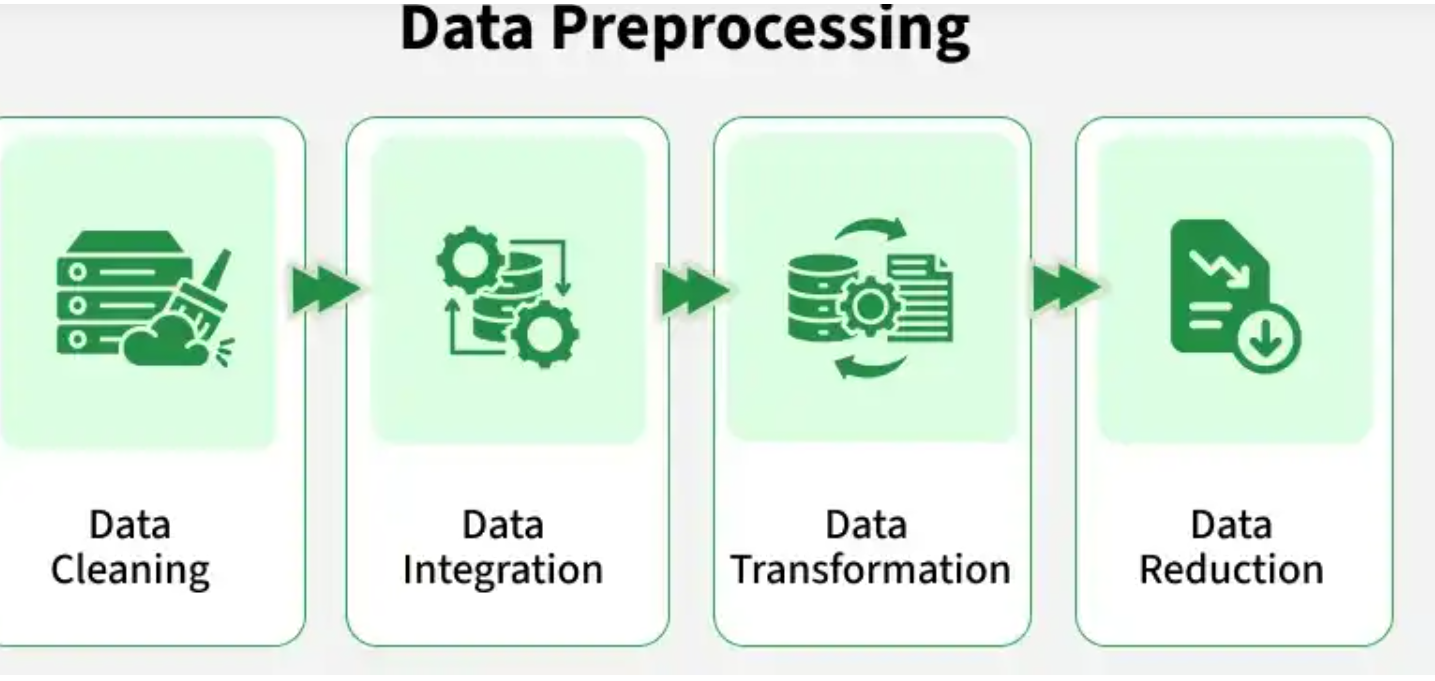 Data Preprocessing
Data
Cleaning
Data
Integration
Data
Transformation
Data
Reduction